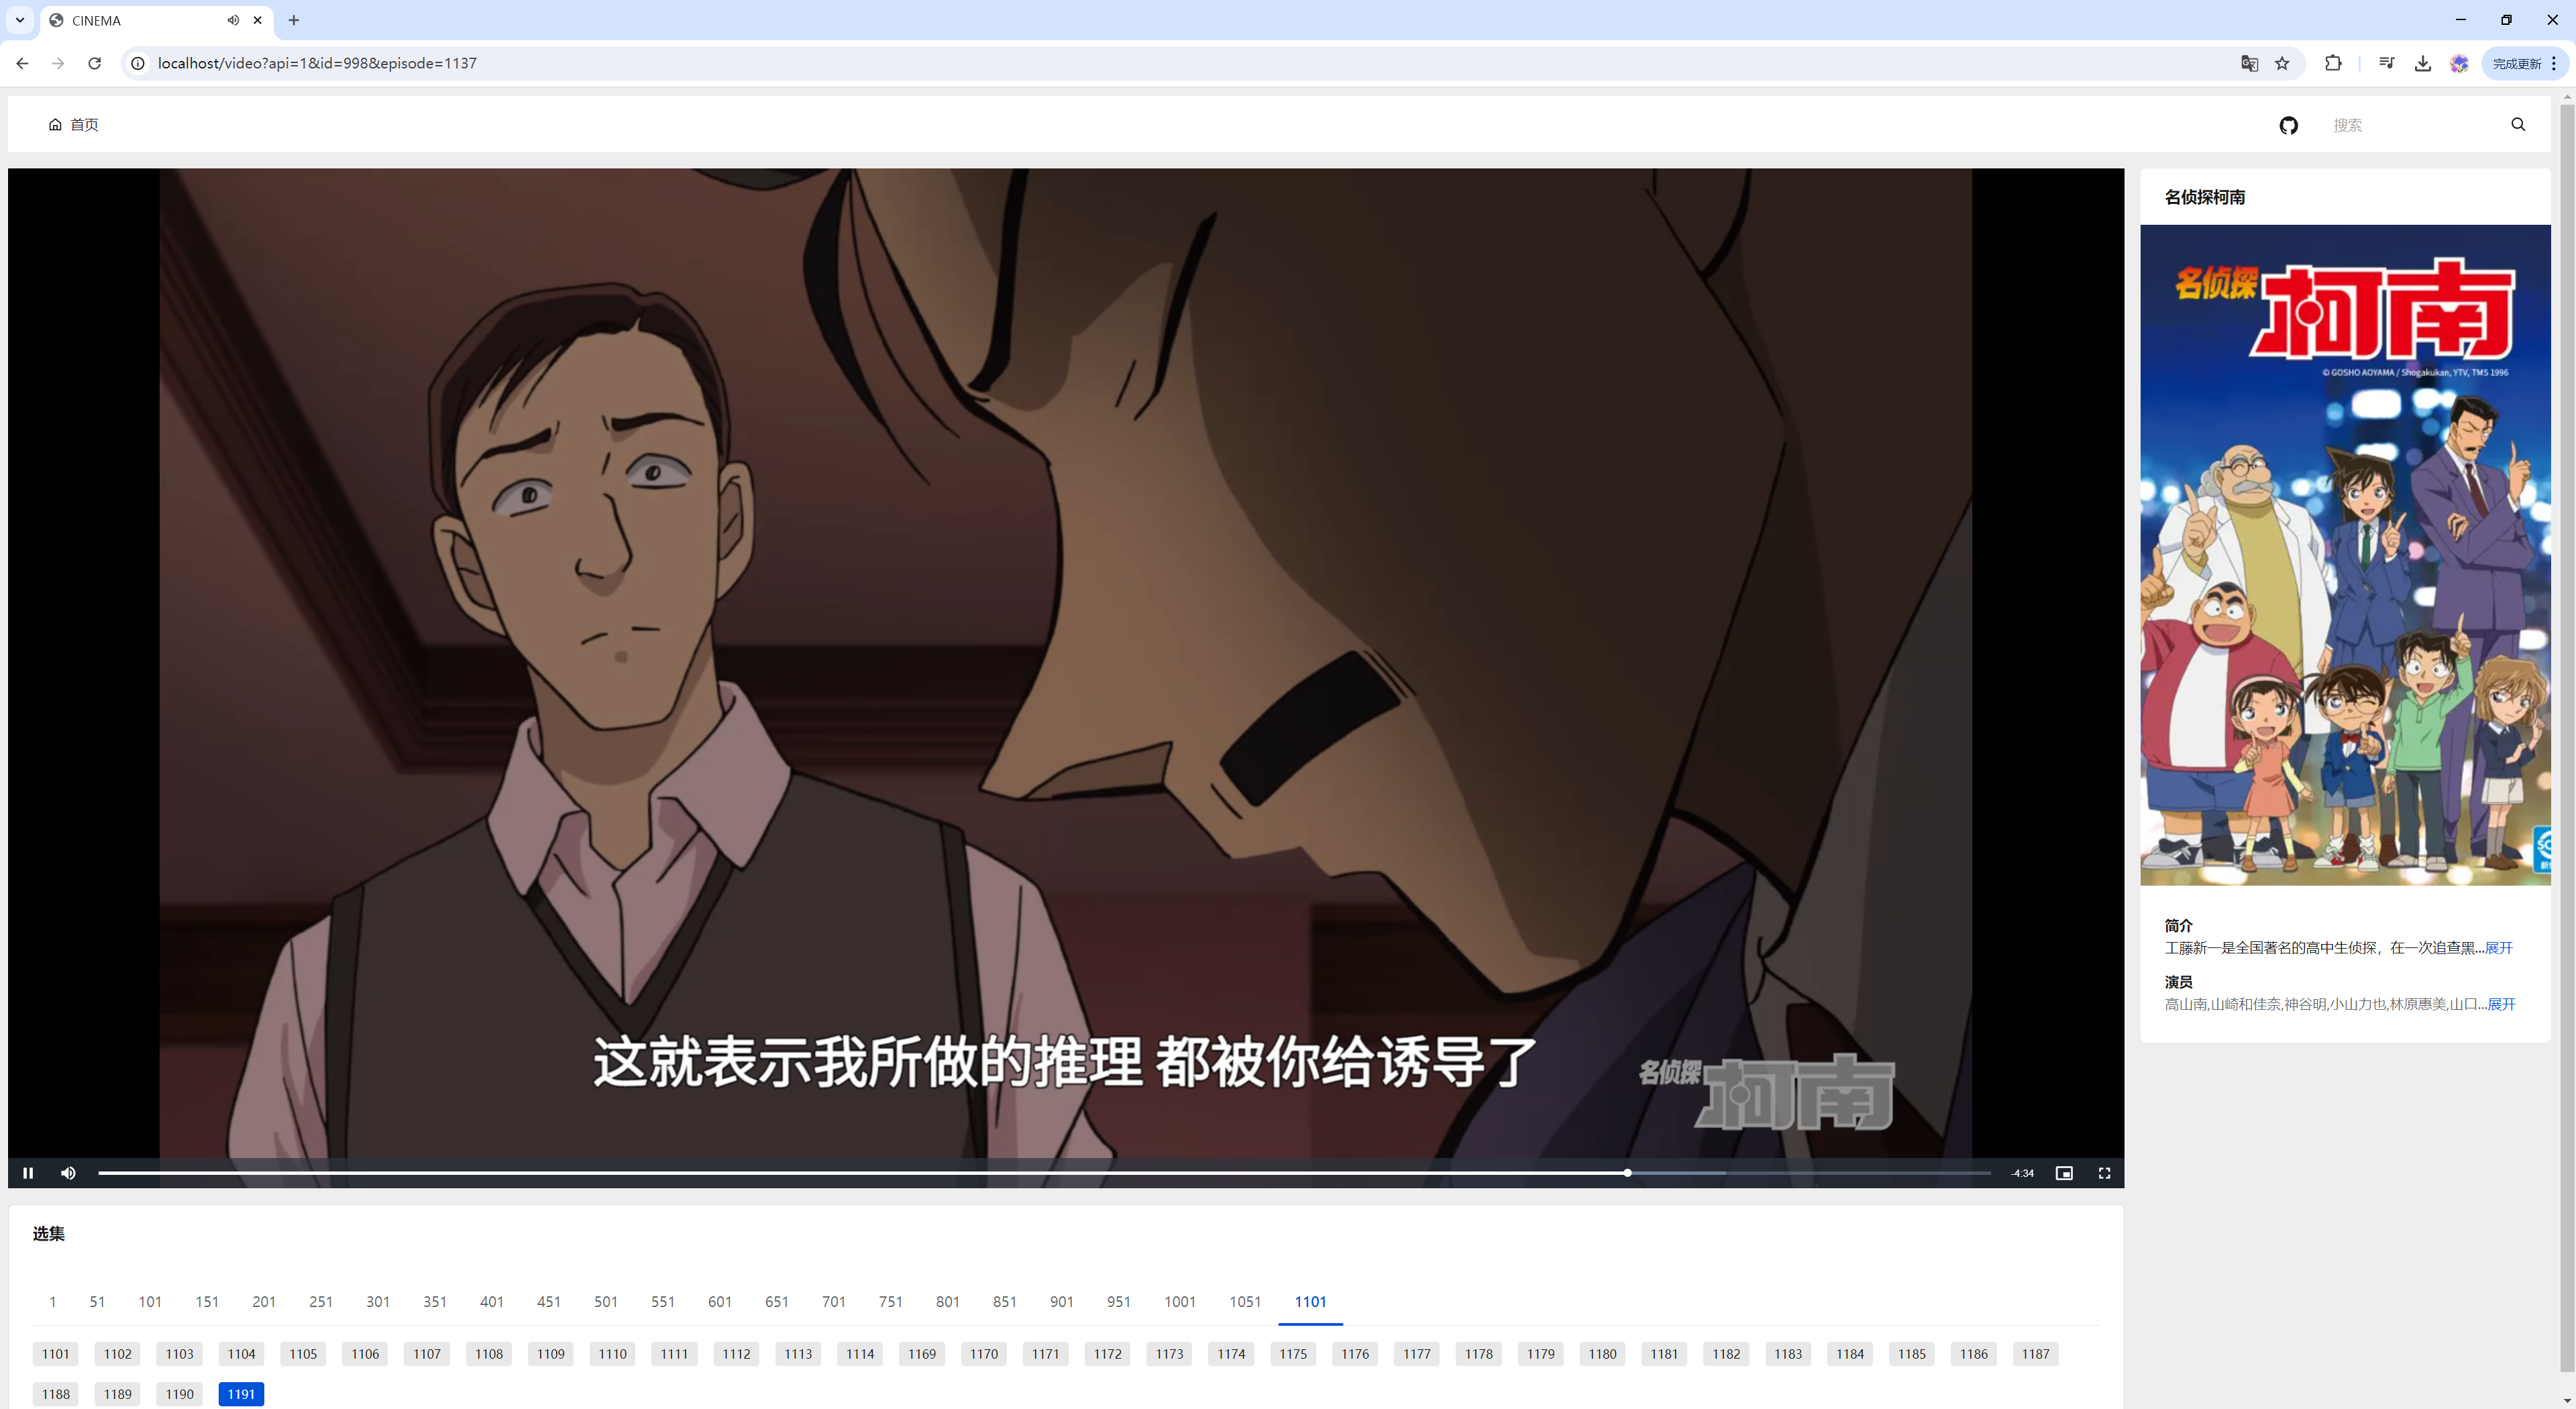 CINEMA
localhost/video?api=1&id=998&episode=1137
完成更新
首页
搜索
名侦探柯南
名侦探
柯南
© GOSHO AOYAMA / Shogakukan, YTV, TMS 1996
简介
工藤新一是全国著名的高中生侦探，在一次追查黑...展开
演员
高山南,山崎和佳奈,神谷明,小山力也,林原惠美,山口...展开
这就表示我所做的推理 都被你给诱导了
名侦探
柯南
-4:34
选集
1 51 101 151 201 251 301 351 401 451 501 551 601 651 701 751 801 851 901 951 1001 1051 1101
1101 1102 1103 1104 1105 1106 1107 1108 1109 1110 1111 1112 1113 1114 1169 1170 1171 1172 1173 1174 1175 1176 1177 1178 1179 1180 1181 1182 1183 1184 1185 1186 1187
1188 1189 1190 1191